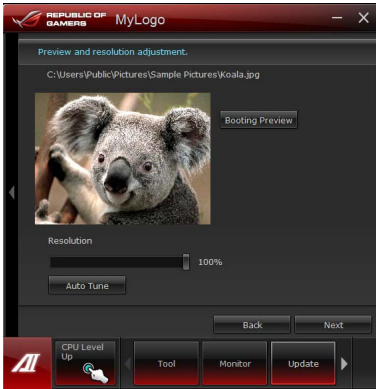 REPUBLIC OF
GAMERS
MyLogo
Preview and resolution adjustment.
C:\Users\Public\Pictures\Sample Pictures\Koala.jpg
Booting Preview
Resolution
100%
Auto Tune
Back
Next
CPU Level
Up
Tool
Monitor
Update